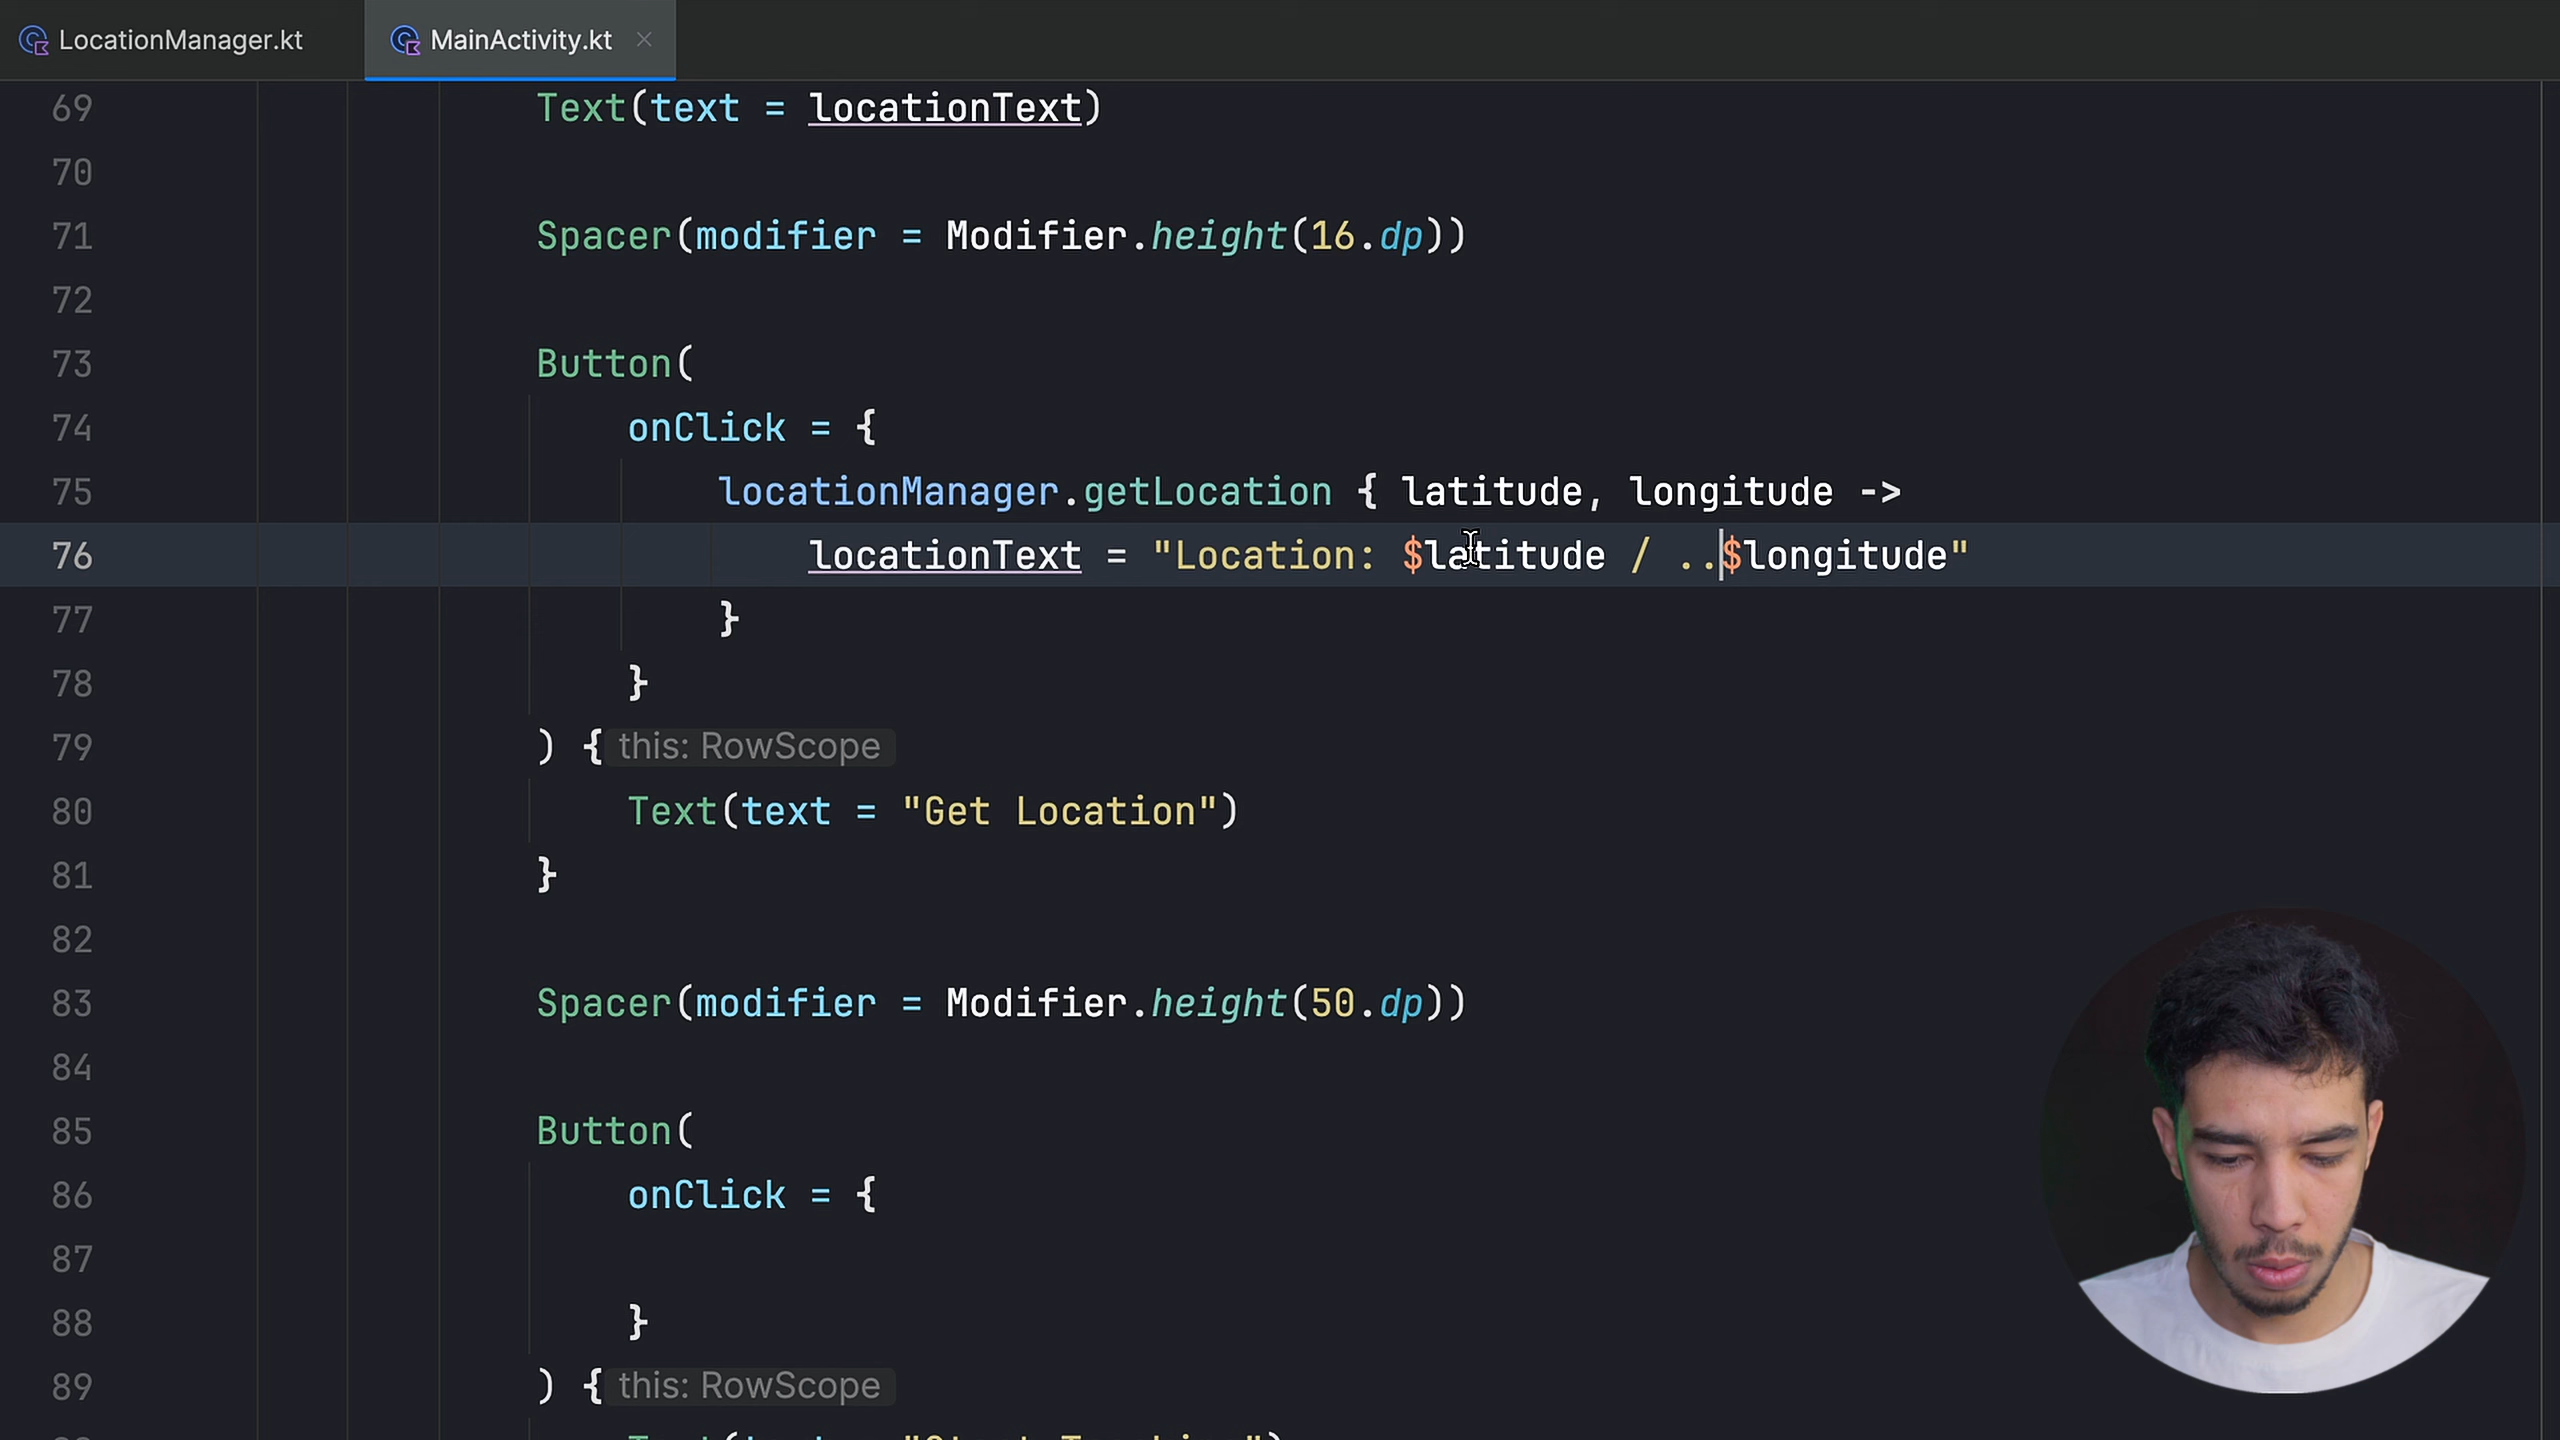 LocationManager.kt
MainActivity.kt
69 Text(text = locationText)
70
71 Spacer(modifier = Modifier.height(16.dp))
72
73 Button(
74 onClick = {
75 locationManager.getLocation { latitude, longitude ->
76 locationText = "Location: $latitude / ..$longitude"
77 }
78 }
79 ) { this: RowScope
80 Text(text = "Get Location")
81 }
82
83 Spacer(modifier = Modifier.height(50.dp))
84
85 Button(
86 onClick = {
87
88 }
89 ) { this: RowScope